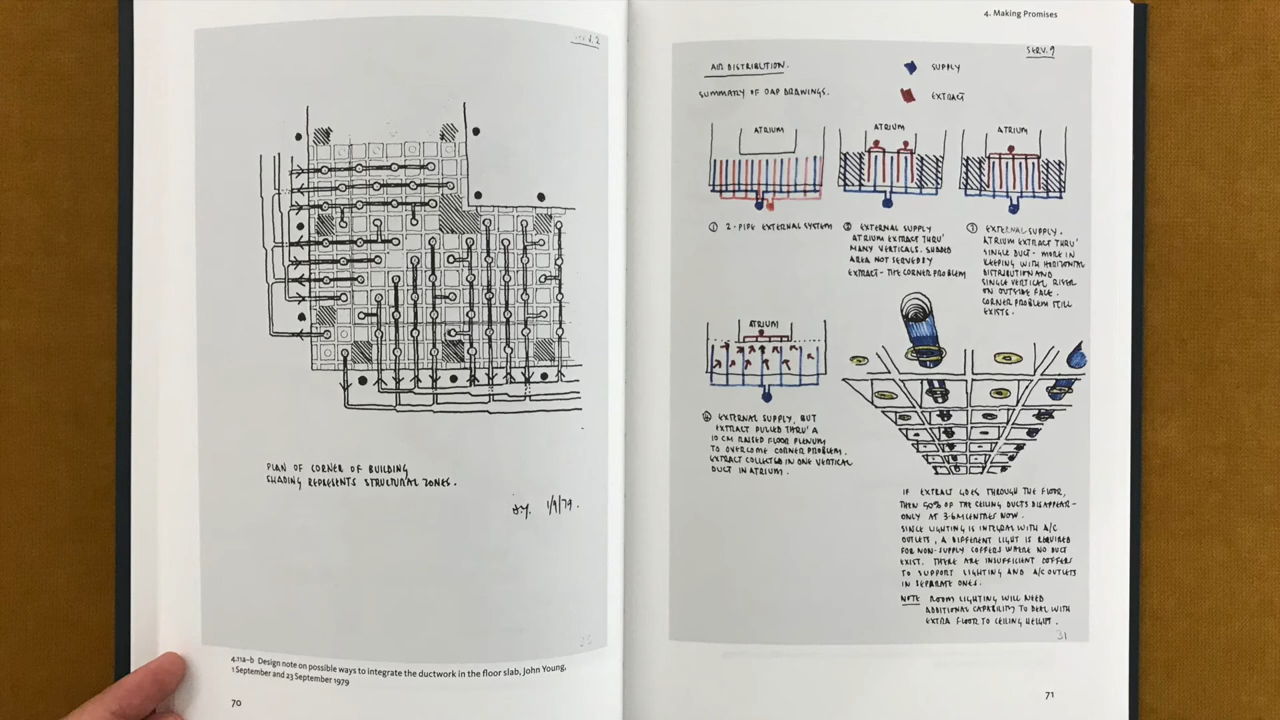 PLAN OF CORNER OF BUILDING
SHADING REPRESENTS STRUCTURAL ZONES.
J.Y. 1/9/79.
4.11a–b Design note on possible ways to integrate the ductwork in the floor slab, John Young,
1 September and 23 September 1979
70
4. Making Promises
SERV. 9
AIR DISTRIBUTION.
SUMMARY OF OAP DRAWINGS.
SUPPLY
EXTRACT
ATRIUM
ATRIUM
ATRIUM
① 2-PIPE EXTERNAL SYSTEM
② EXTERNAL SUPPLY
ATRIUM EXTRACT THRU'
MANY VERTICALS. SHADED
AREA NOT SERVED BY
EXTRACT - THE CORNER PROBLEM
③ EXTERNAL SUPPLY.
ATRIUM EXTRACT THRU'
SINGLE DUCT - MORE IN
KEEPING WITH HORIZONTAL
DISTRIBUTION AND
SINGLE VERTICAL RISER
ON OUTSIDE FACE.
CORNER PROBLEM STILL
EXISTS.
ATRIUM
④ EXTERNAL SUPPLY, BUT
EXTRACT PULLED THRU' A
10 CM RAISED FLOOR PLENUM
TO OVERCOME CORNER PROBLEM.
EXTRACT COLLECTED IN ONE VERTICAL
DUCT IN ATRIUM.
IF EXTRACT GOES THROUGH THE FLOOR,
THEN 50% OF THE CEILING DUCTS DISAPPEAR -
ONLY AT 3.6M CENTRES NOW.
SINCE LIGHTING IS INTEGRAL WITH A/C
OUTLETS, A DIFFERENT LIGHT IS REQUIRED
FOR NON-SUPPLY COFFERS WHERE NO DUCT
EXIST. THERE ARE INSUFFICIENT COFFERS
TO SUPPORT LIGHTING AND A/C OUTLETS
IN SEPARATE ONES.
NOTE ROOM LIGHTING WILL NEED
ADDITIONAL CAPABILITY TO DEAL WITH
EXTRA FLOOR TO CEILING HEIGHT.
31
71